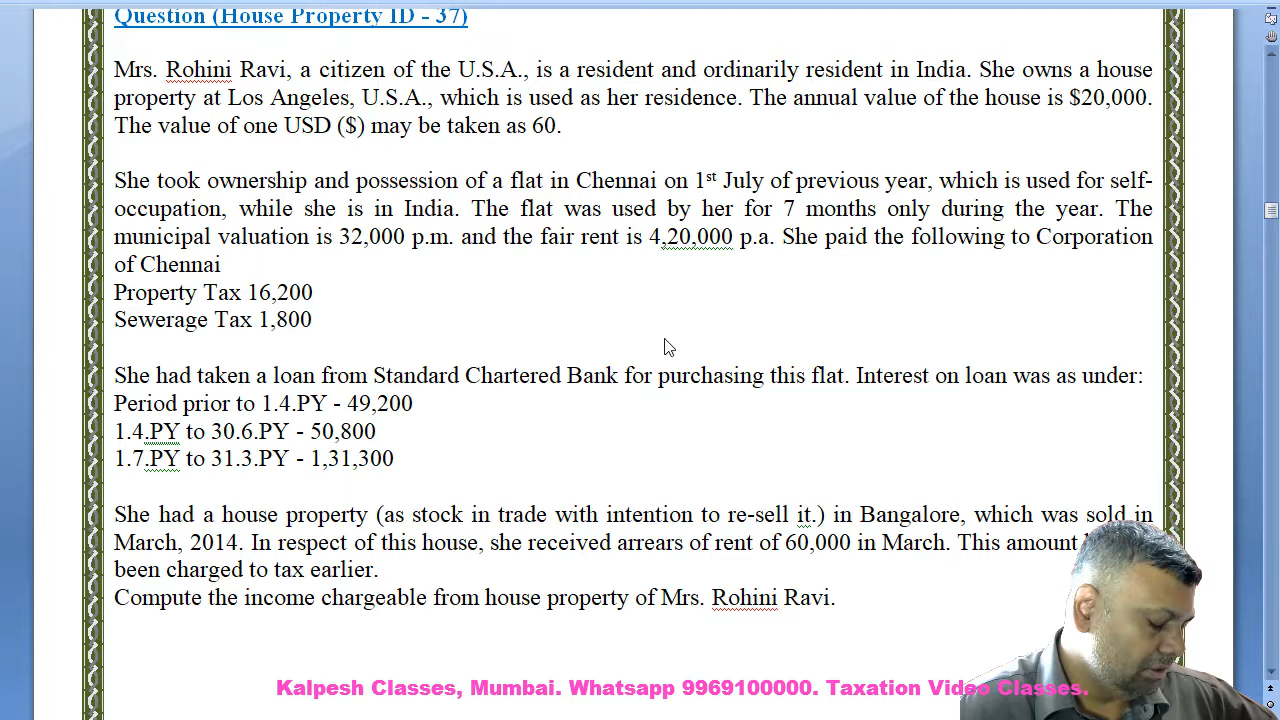 Question (House Property ID - 37)
Mrs. Rohini Ravi, a citizen of the U.S.A., is a resident and ordinarily resident in India. She owns a house
property at Los Angeles, U.S.A., which is used as her residence. The annual value of the house is $20,000.
The value of one USD ($) may be taken as 60.
She took ownership and possession of a flat in Chennai on 1st July of previous year, which is used for self-
occupation, while she is in India. The flat was used by her for 7 months only during the year. The
municipal valuation is 32,000 p.m. and the fair rent is 4,20,000 p.a. She paid the following to Corporation
of Chennai
Property Tax 16,200
Sewerage Tax 1,800
She had taken a loan from Standard Chartered Bank for purchasing this flat. Interest on loan was as under:
Period prior to 1.4.PY - 49,200
1.4.PY to 30.6.PY - 50,800
1.7.PY to 31.3.PY - 1,31,300
She had a house property (as stock in trade with intention to re-sell it.) in Bangalore, which was sold in
March, 2014. In respect of this house, she received arrears of rent of 60,000 in March. This amount
been charged to tax earlier.
Compute the income chargeable from house property of Mrs. Rohini Ravi.
Kalpesh Classes, Mumbai. Whatsapp 9969100000. Taxation Video Classes.